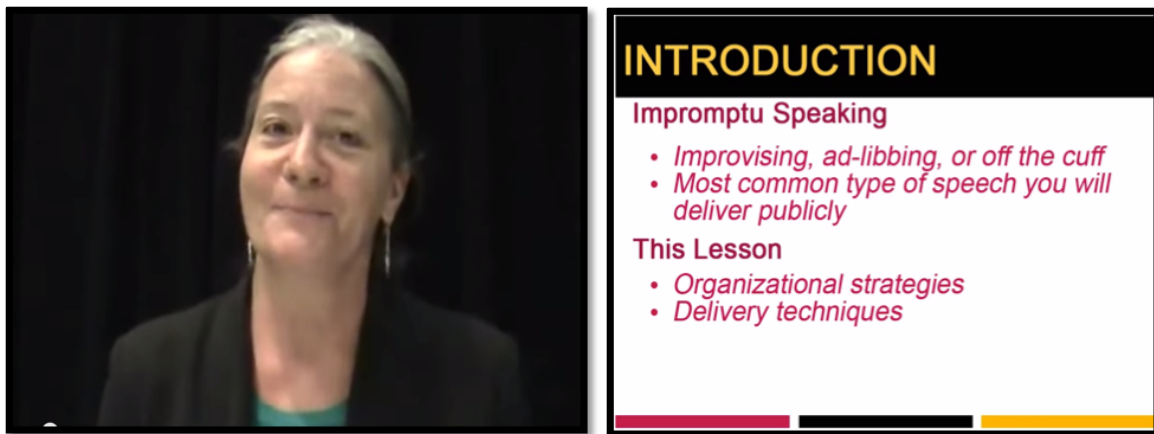 INTRODUCTION
Impromptu Speaking
• Improvising, ad-libbing, or off the cuff
• Most common type of speech you will
deliver publicly
This Lesson
• Organizational strategies
• Delivery techniques